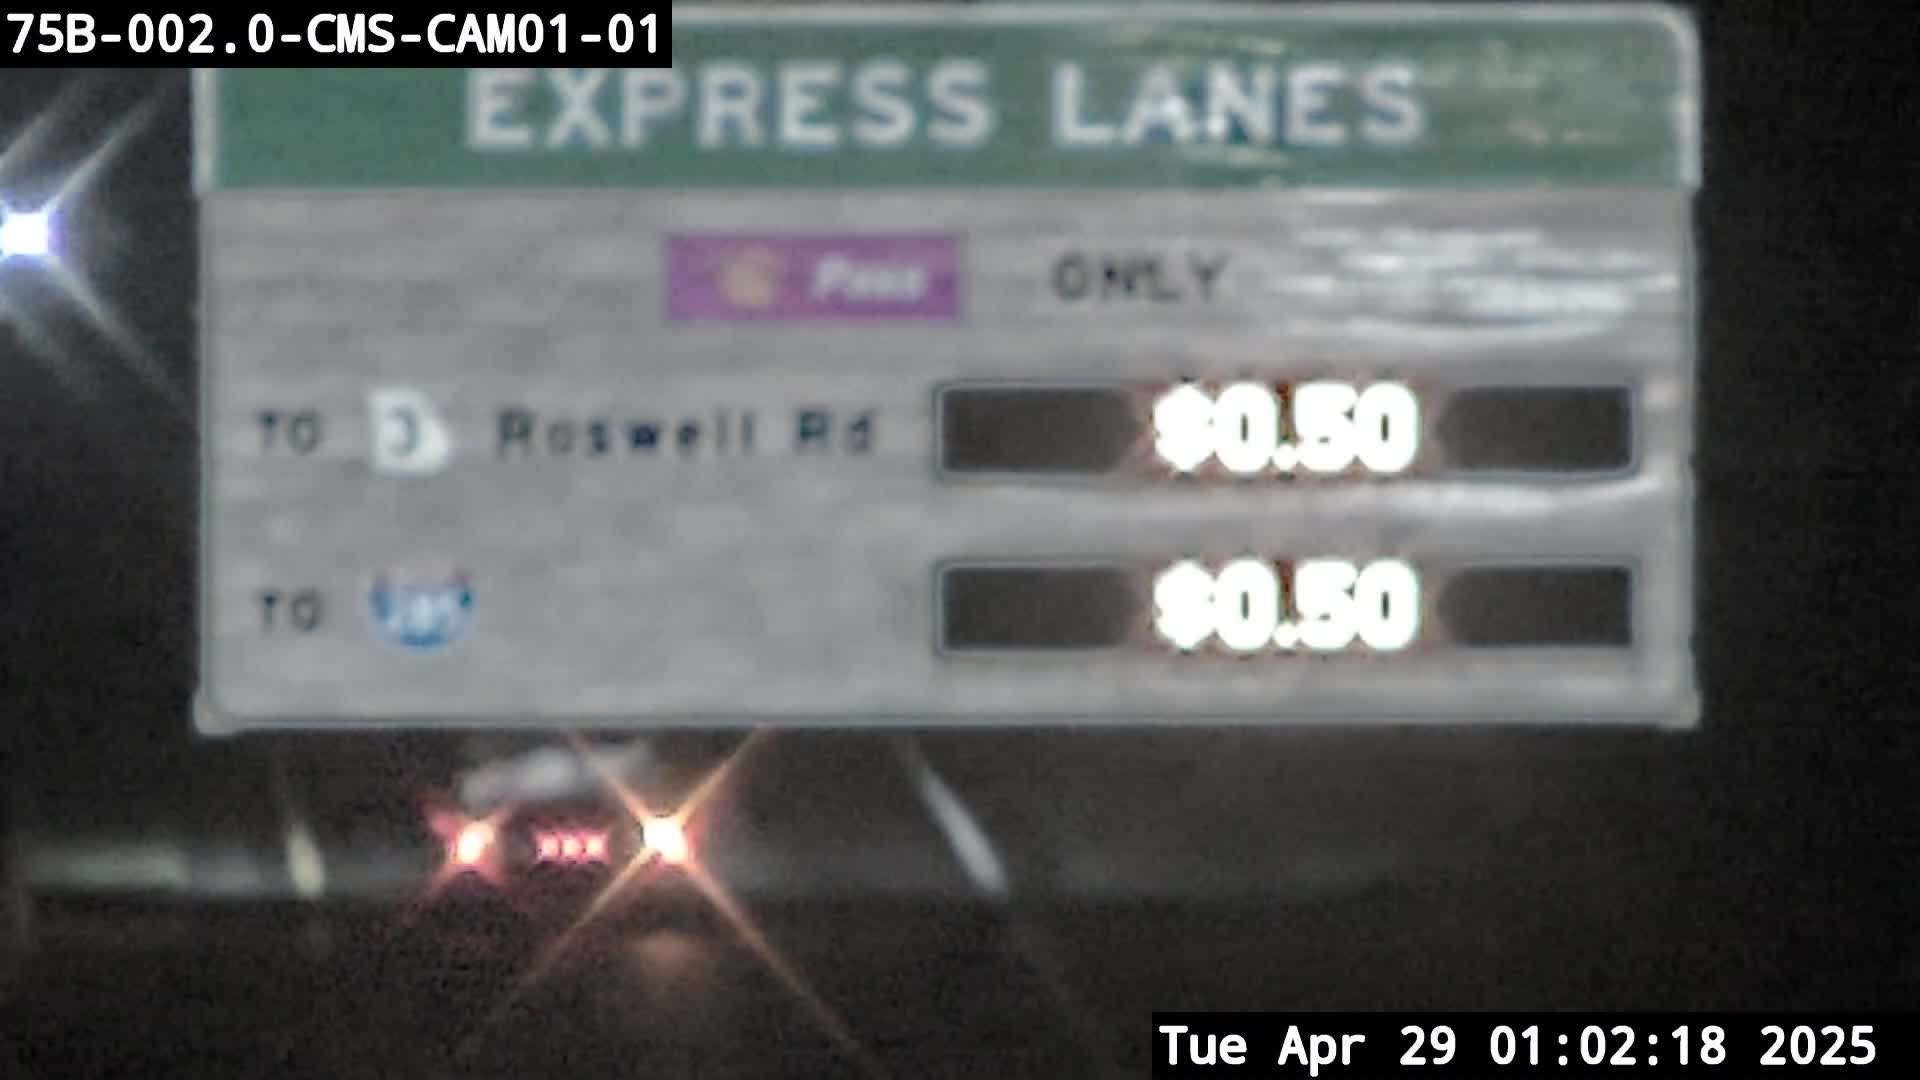 75B-002.0-CMS-CAM01-01
EXPRESS LANES
Pass ONLY
TO Roswell Rd $0.50
TO $0.50
Tue Apr 29 01:02:18 2025